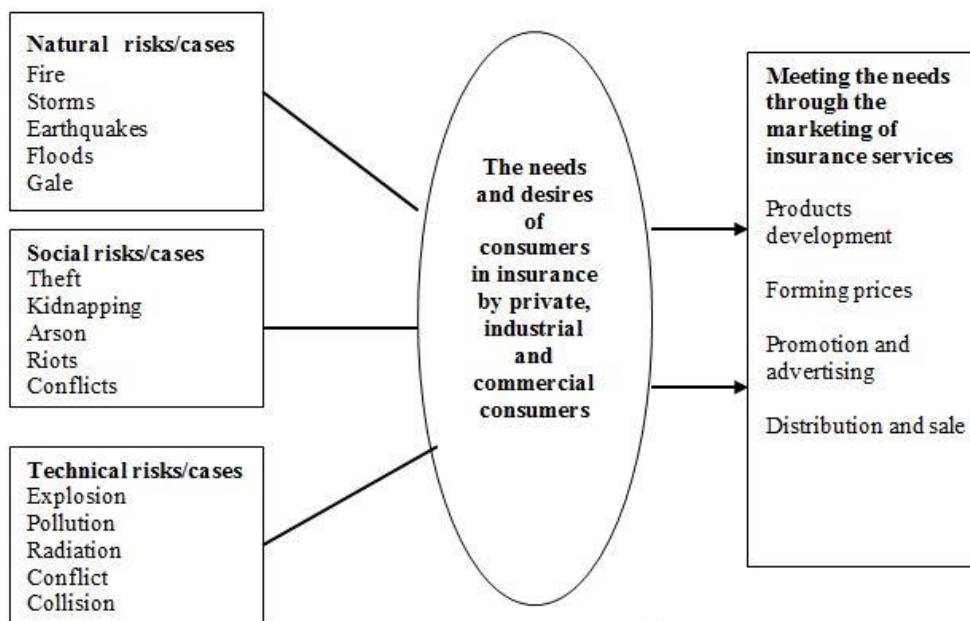 Natural risks/cases
Fire
Storms
Earthquakes
Floods
Gale
Social risks/cases
Theft
Kidnapping
Arson
Riots
Conflicts
Technical risks/cases
Explosion
Pollution
Radiation
Conflict
Collision
The needs
and desires
of
consumers
in insurance
by private,
industrial
and
commercial
consumers
Meeting the needs
through the
marketing of
insurance services
Products
development
Forming prices
Promotion and
advertising
Distribution and sale